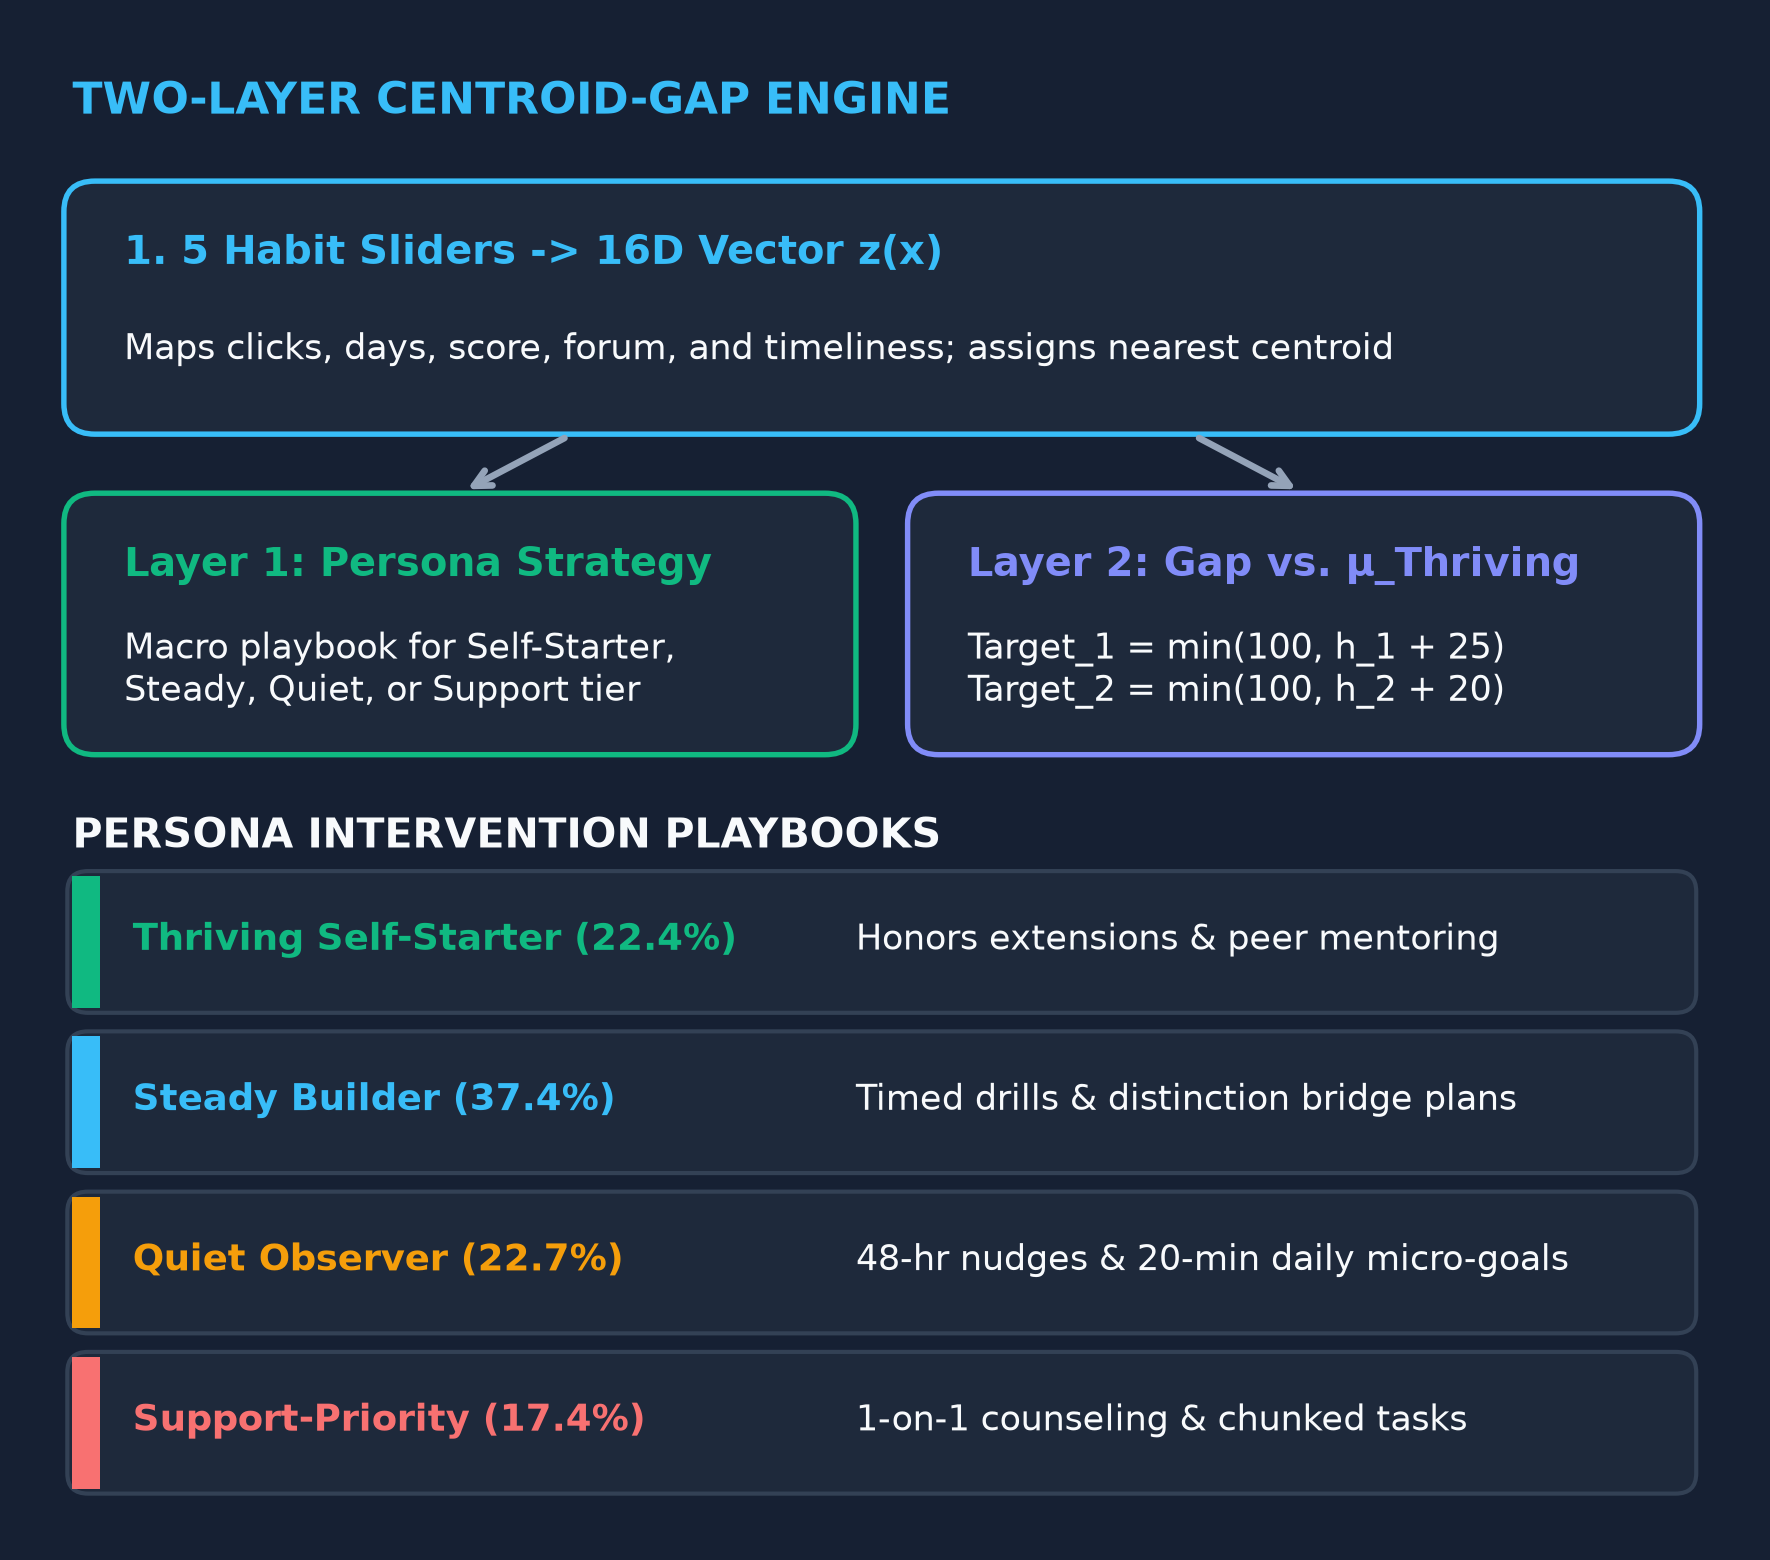 TWO-LAYER CENTROID-GAP ENGINE
1. 5 Habit Sliders -> 16D Vector z(x)
Maps clicks, days, score, forum, and timeliness; assigns nearest centroid
Layer 1: Persona Strategy
Macro playbook for Self-Starter,
Steady, Quiet, or Support tier
Layer 2: Gap vs. μ_Thriving
Target_1 = min(100, h_1 + 25)
Target_2 = min(100, h_2 + 20)
PERSONA INTERVENTION PLAYBOOKS
Thriving Self-Starter (22.4%) Honors extensions & peer mentoring
Steady Builder (37.4%) Timed drills & distinction bridge plans
Quiet Observer (22.7%) 48-hr nudges & 20-min daily micro-goals
Support-Priority (17.4%) 1-on-1 counseling & chunked tasks